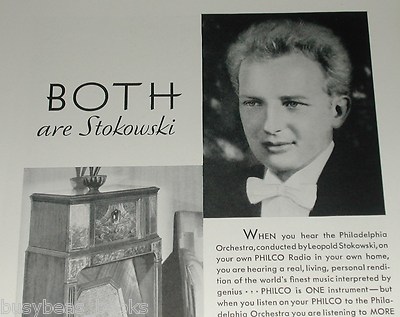 BOTH
are Stokowski
WHEN you hear the Philadelphia
Orchestra, conducted by Leopold Stokowski, on
your own PHILCO Radio in your own home,
you are hearing a real, living, personal rendi-
tion of the world's finest music interpreted by
genius . . . PHILCO is ONE instrument—but
when you listen on your PHILCO to the Phila-
delphia Orchestra you are listening to MORE
busybeaversbooks